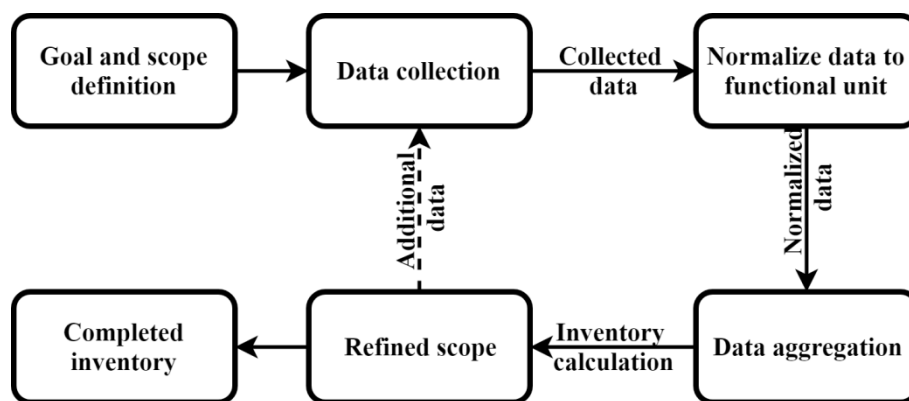 Goal and scope
definition
Data collection
Collected
data
Normalize data to
functional unit
Normalized
data
Additional
data
Completed
inventory
Refined scope
Inventory
calculation
Data aggregation